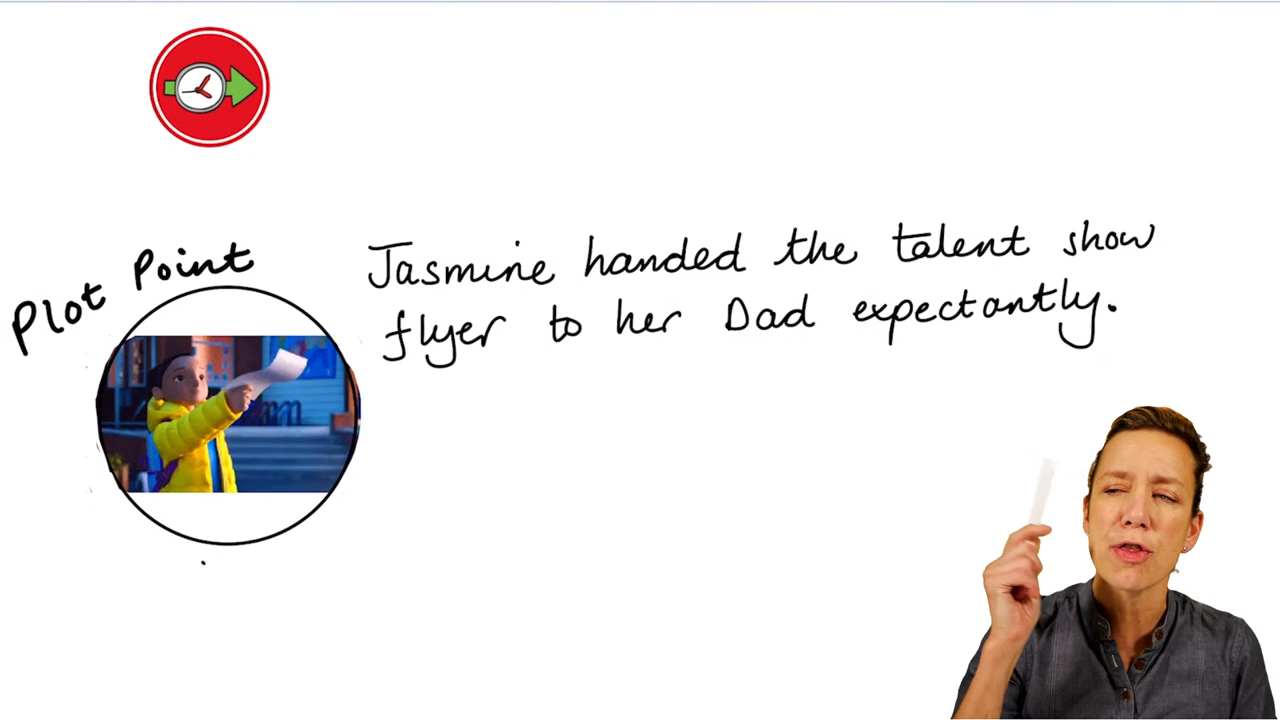 Plot Point
Jasmine handed the talent show
flyer to her Dad expectantly.